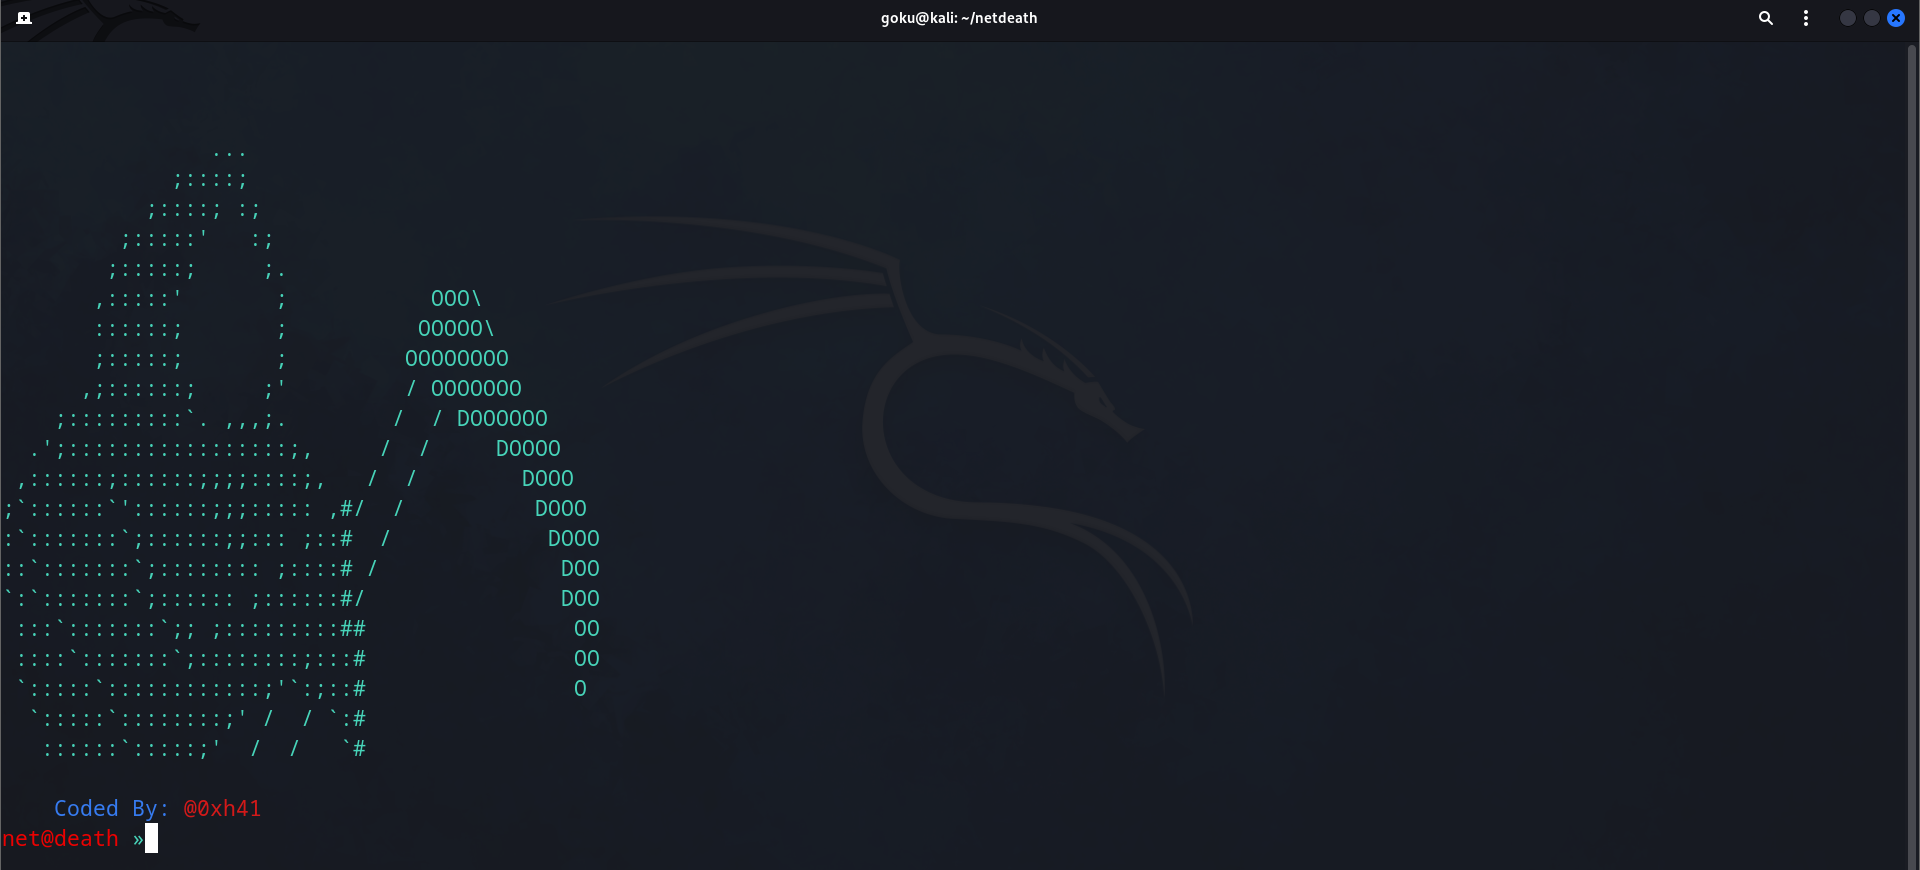 goku@kali: ~/netdeath
                ...
             ;:::::;
           ;:::::; :;
         ;:::::'   :;
        ;::::::;     ;.
       ,:::::'       ;           OOO\
       ::::::;       ;          OOOOO\
       ;::::::;       ;         OOOOOOOO
      ,;:::::::;     ;'         / OOOOOOO
    ;:::::::::`. ,,,;.        /  / DOOOOOO
  .';:::::::::::::::::;,     /  /     DOOOO
 ,::::::;::::::;;;;::::;,   /  /        DOOO
;`::::::`'::::::;;;::::: ,#/  /          DOOO
:`:::::::`;::::::;;::: ;::#  /            DOOO
::`:::::::`;:::::::: ;::::# /              DOO
`:`:::::::`;:::::: ;::::::#/               DOO
 :::`:::::::`;; ;:::::::::##                OO
 ::::`:::::::`;::::::::;:::#                OO
 `:::::`::::::::::::;'`:;::#                O
  `:::::`::::::::;' /  / `:#
   ::::::`:::::;'  /  /   `#
Coded By: @0xh41
net@death »